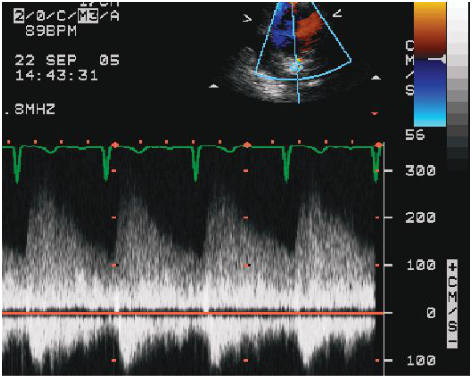 2/0/C/M3/A
89BPM
22 SEP 05
14:43:31
.8MHZ
C
M
/
S
56
300
200
100
0
100
+CM/S-